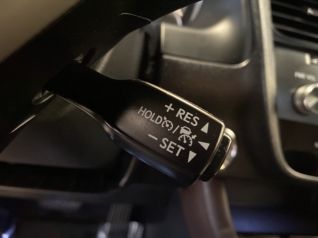 + RES
HOLD /
− SET